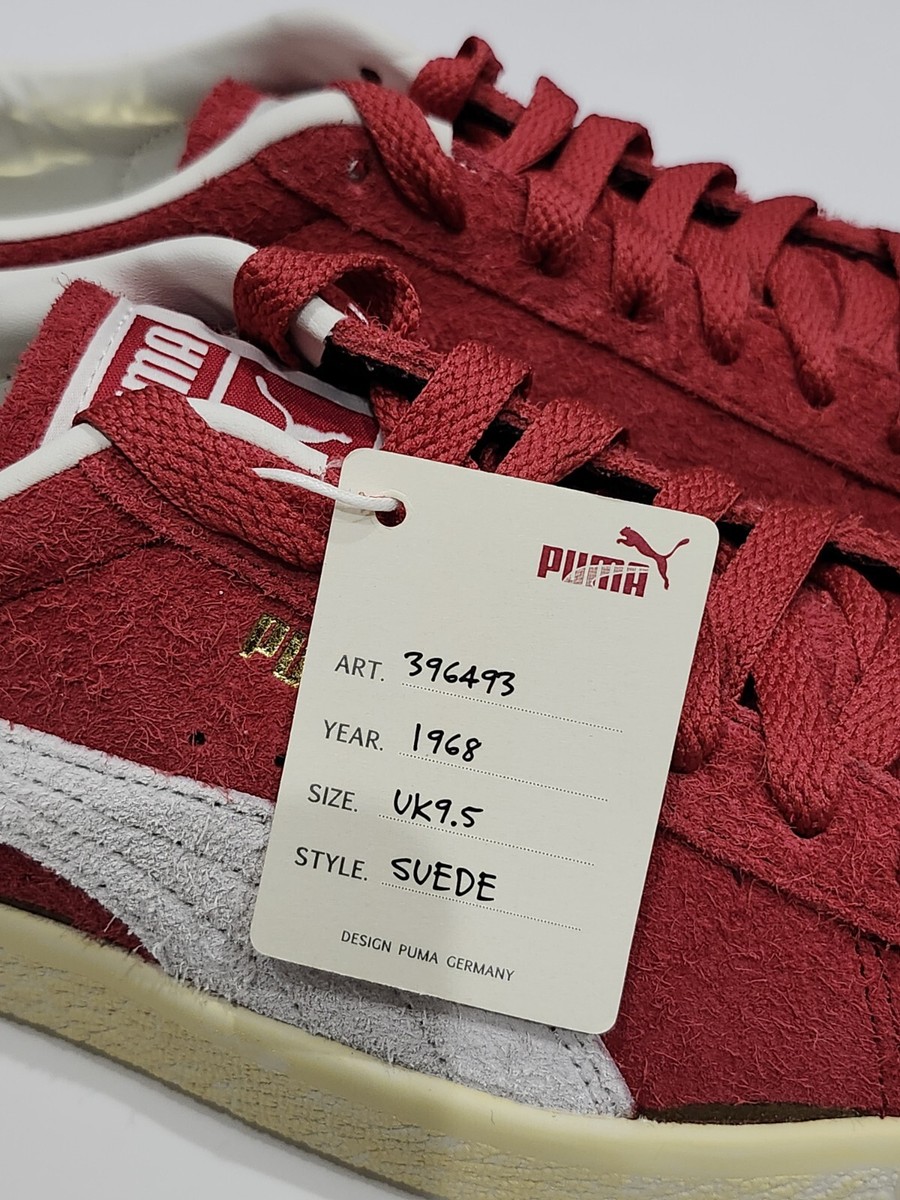 PUMA
ART. 396493
YEAR. 1968
SIZE. UK9.5
STYLE. SUEDE
DESIGN PUMA GERMANY